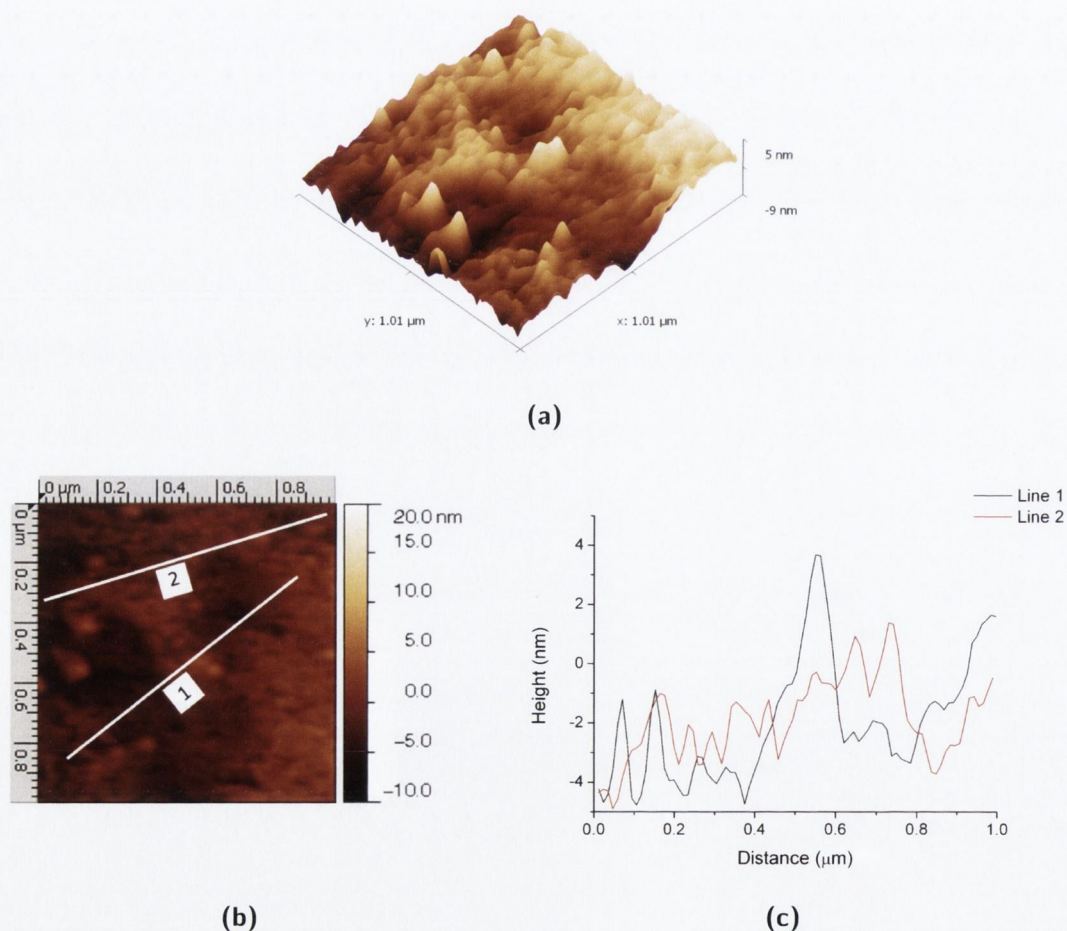 5 nm
-9 nm
y: 1.01 µm
x: 1.01 µm
(a)
0 µm 0.2 0.4 0.6 0.8
0 µm 0.2 0.4 0.6 0.8
2
1
20.0 nm
15.0
10.0
5.0
0.0
-5.0
-10.0
(b)
Line 1
Line 2
4
2
0
-2
-4
Height (nm)
0.0 0.2 0.4 0.6 0.8 1.0
Distance (µm)
(c)